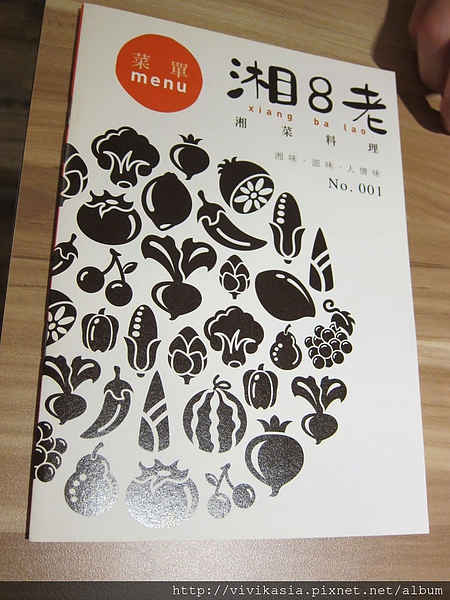 菜單
menu
湘8老
xiang ba lao
湘菜料理
湘味·滋味·人情味
No. 001
http://vivikasia.pixnet.net/album